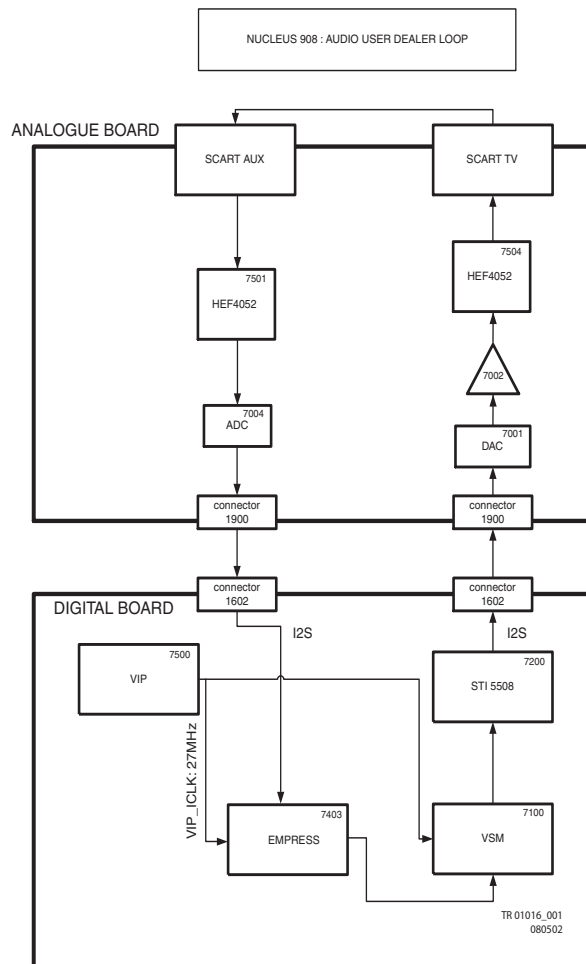 NUCLEUS 908 : AUDIO USER DEALER LOOP
ANALOGUE BOARD
SCART AUX
SCART TV
7501
HEF4052
7504
HEF4052
7002
7004
ADC
7001
DAC
connector
1900
connector
1900
connector
1602
connector
1602
DIGITAL BOARD
I2S
I2S
7500
VIP
7200
STI 5508
VIP_ICLK: 27MHz
7403
EMPRESS
7100
VSM
TR 01016_001
080502